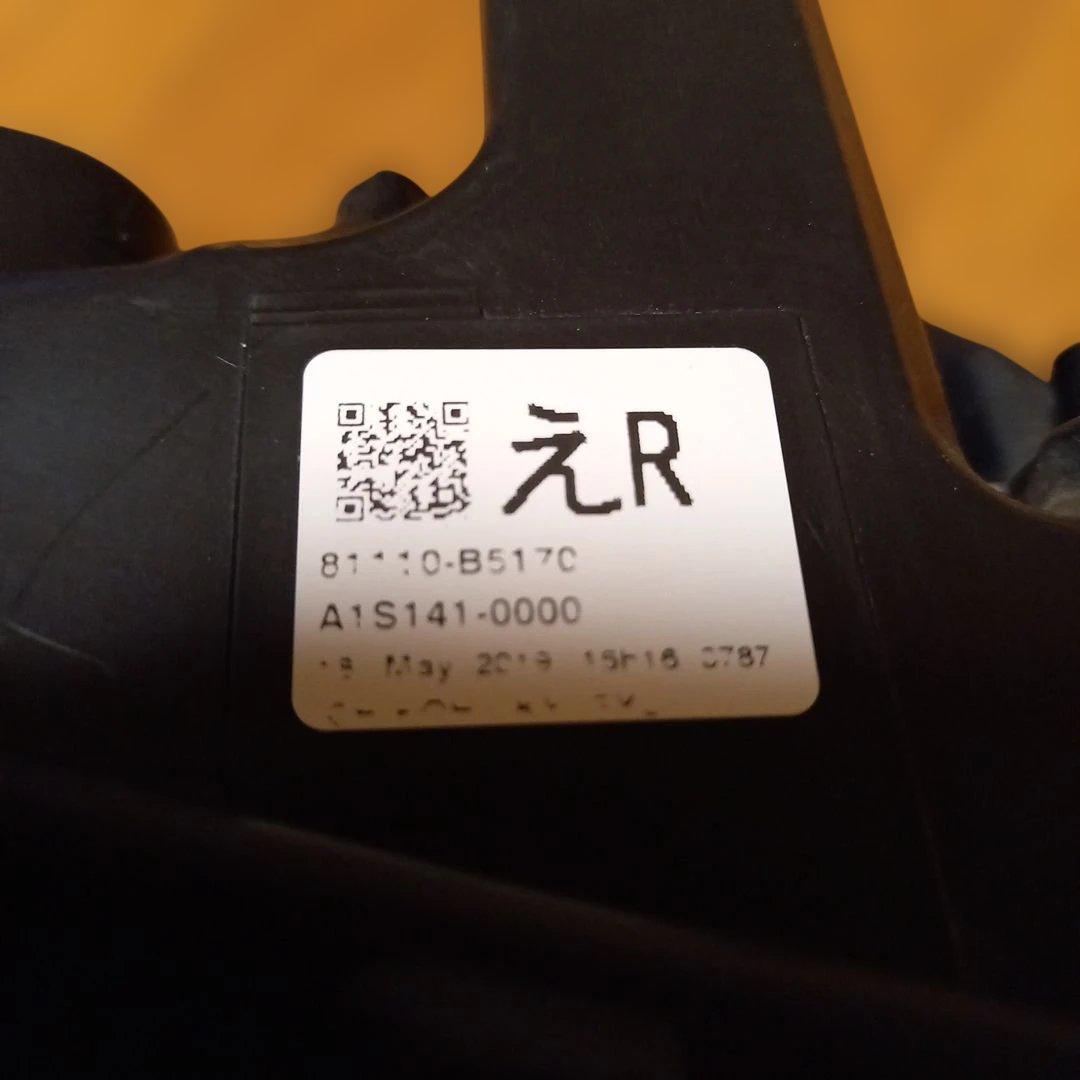 えR
81110-B5170
A1S141-0000
May 2019 15h16 0787